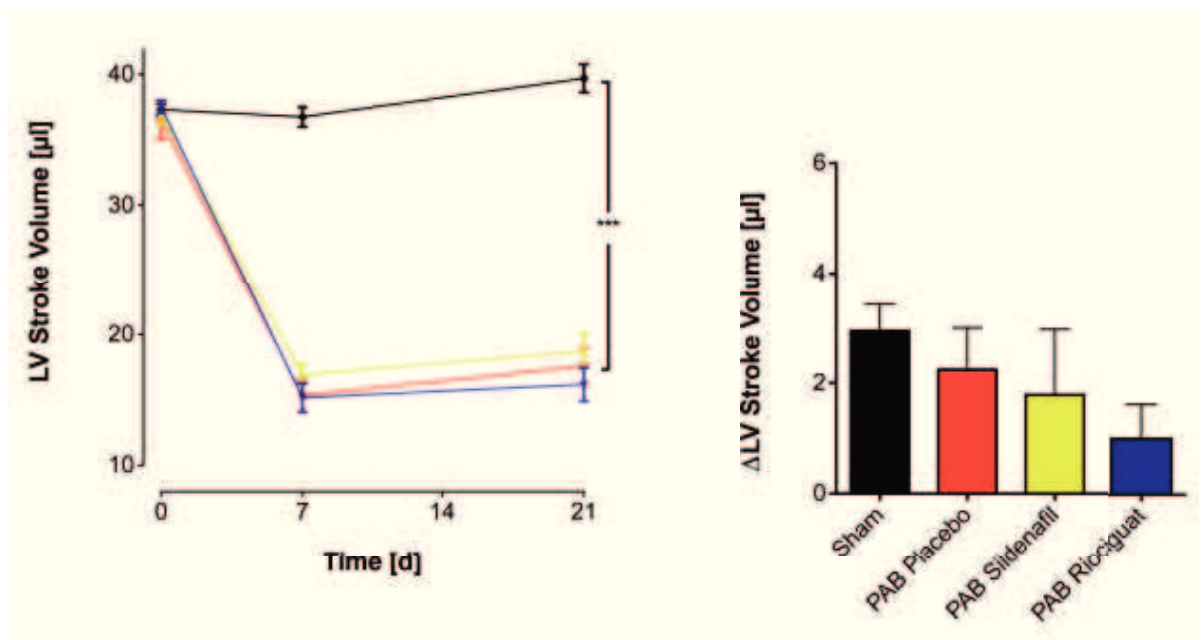 LV Stroke Volume [µl]
40
30
20
10
0
7
14
21
Time [d]
***
ΔLV Stroke Volume [µl]
6
4
2
0
Sham
PAB Placebo
PAB Sildenafil
PAB Riociguat